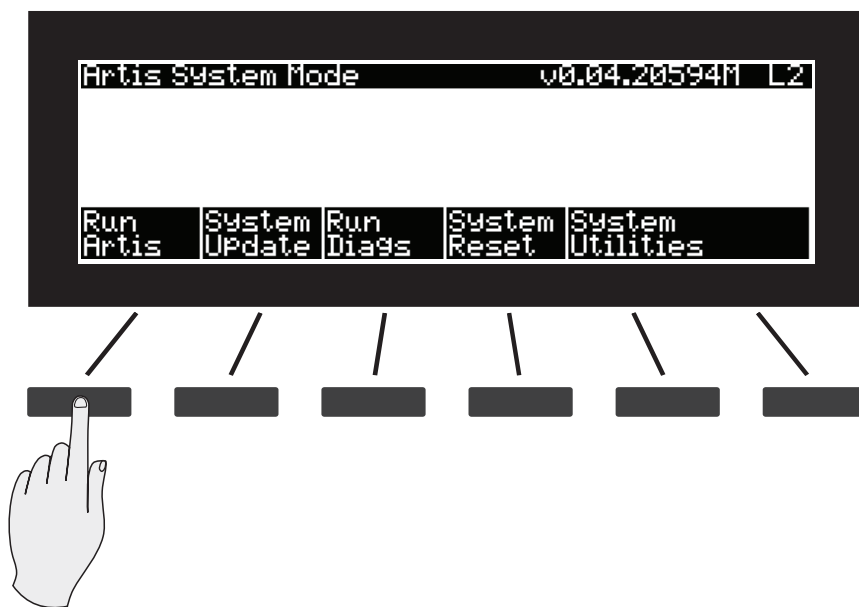 Artis System Mode v0.04.20594M L2
Run System Run System System
Artis Update Diags Reset Utilities